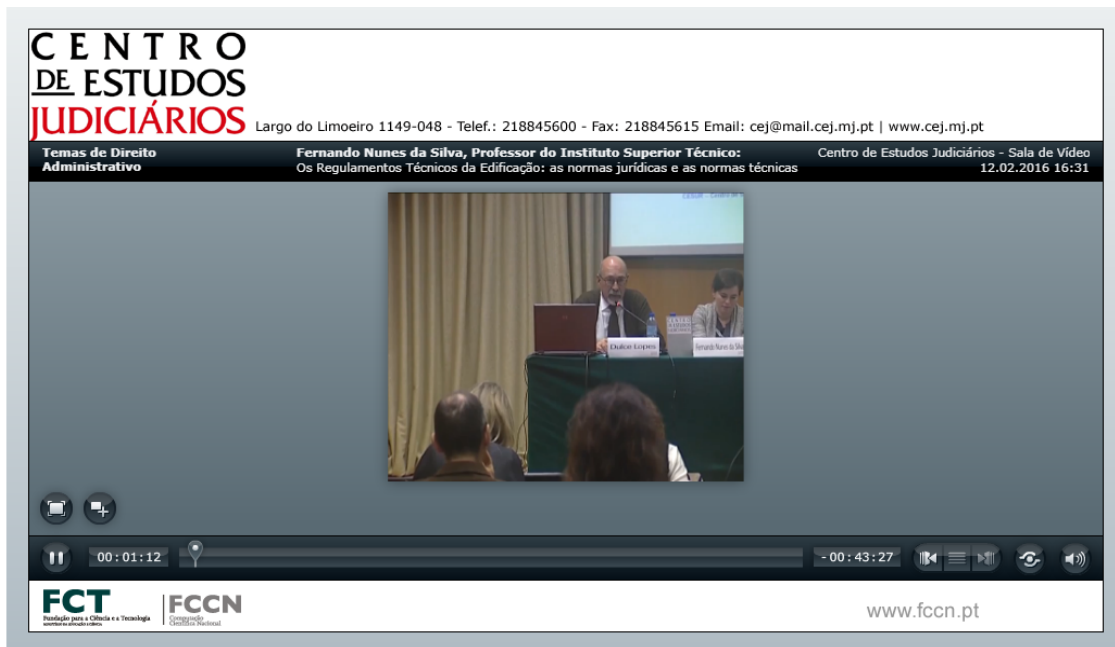 CENTRO
DE ESTUDOS
JUDICIÁRIOS
Largo do Limoeiro 1149-048 - Telef.: 218845600 - Fax: 218845615 Email: cej@mail.cej.mj.pt | www.cej.mj.pt
Temas de Direito
Administrativo
Fernando Nunes da Silva, Professor do Instituto Superior Técnico:
Os Regulamentos Técnicos da Edificação: as normas jurídicas e as normas técnicas
Centro de Estudos Judiciários - Sala de Vídeo
12.02.2016 16:31
CENTRO
Dulce Lopes
Fernando Nunes da Silva
00:01:12
- 00:43:27
FCT
Fundação para a Ciência e a Tecnologia
FCCN
Computação
Científica Nacional
www.fccn.pt